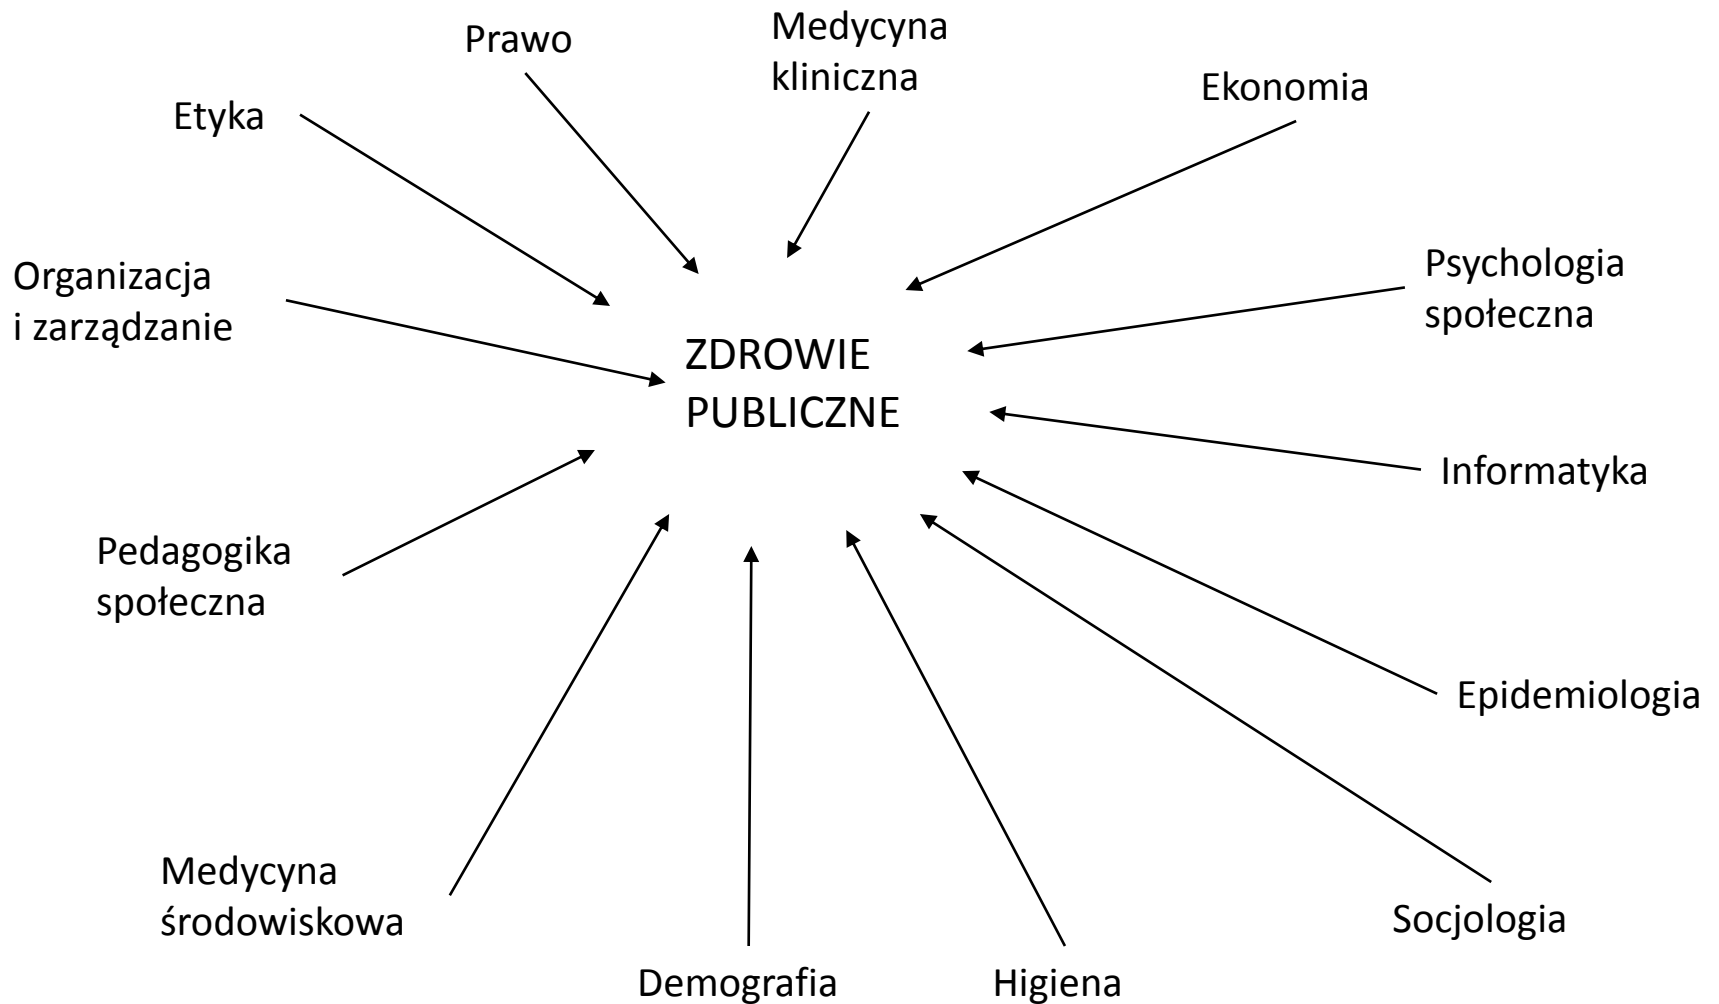 Prawo
Medycyna
kliniczna
Ekonomia
Etyka
Organizacja
i zarządzanie
Psychologia
społeczna
ZDROWIE
PUBLICZNE
Informatyka
Pedagogika
społeczna
Epidemiologia
Medycyna
środowiskowa
Socjologia
Demografia
Higiena